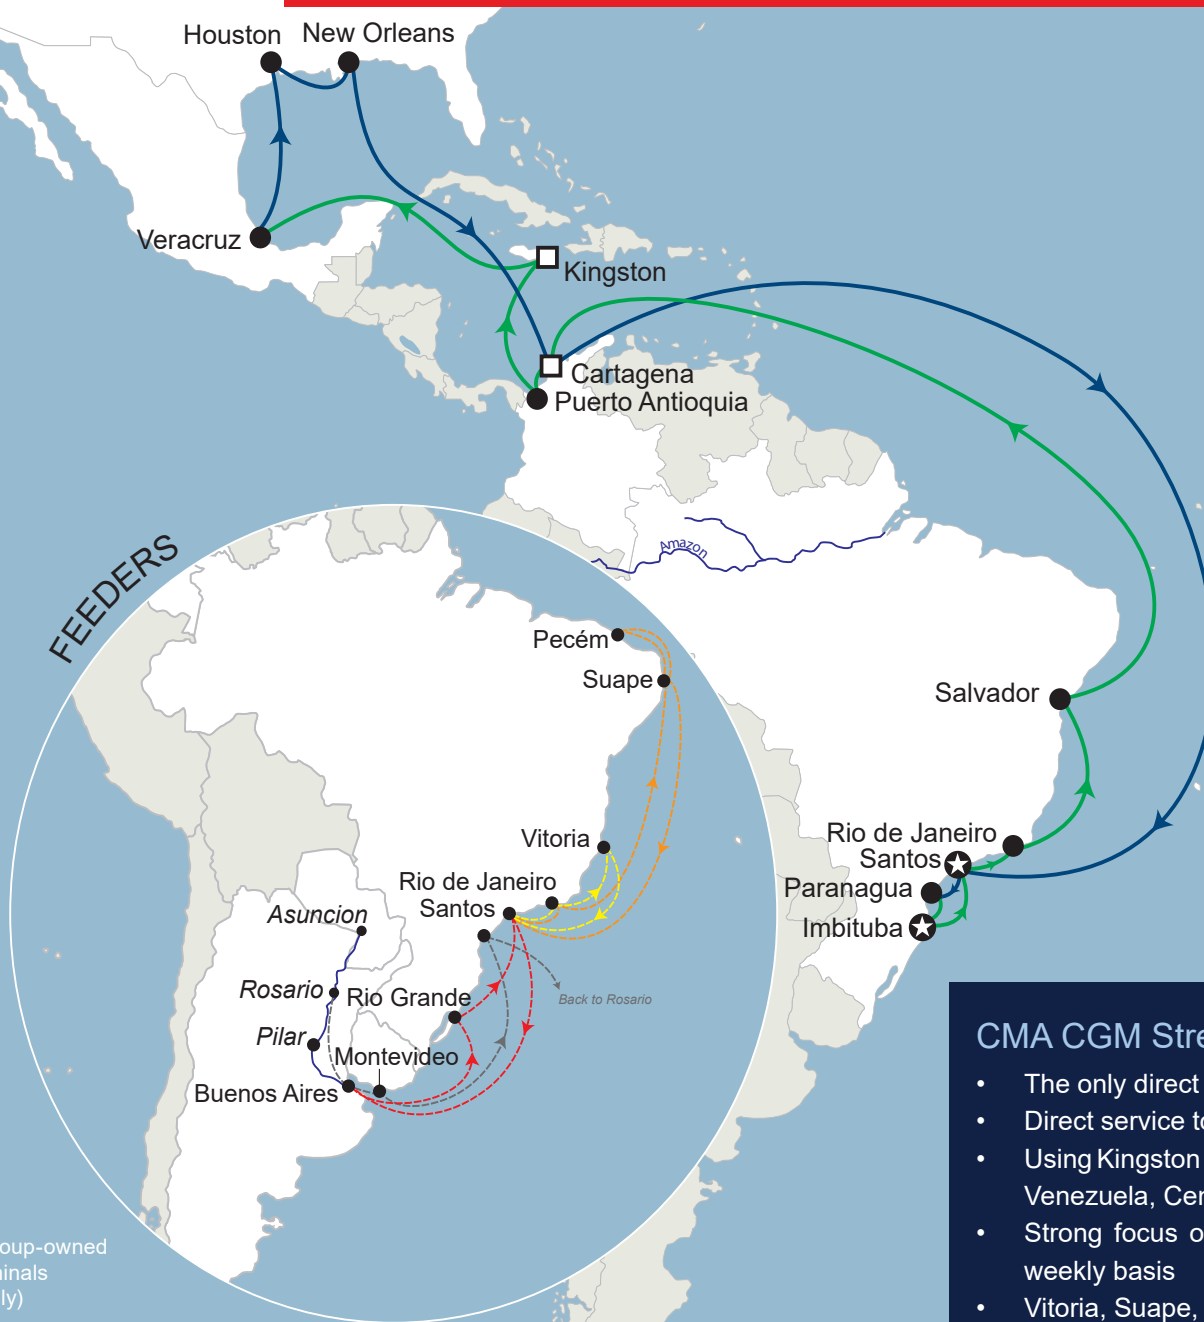 Houston New Orleans
Veracruz
Kingston
Cartagena
Puerto Antioquia
Amazon
FEEDERS
Pecém
Suape
Salvador
Vitoria
Rio de Janeiro
Santos
Paranagua
Imbituba
Rio de Janeiro
Santos
Asuncion
Rosario
Rio Grande
Back to Rosario
Pilar
Montevideo
Buenos Aires
CMA CGM Stre
• The only direct
• Direct service to
• Using Kingston
Venezuela, Cer
• Strong focus o
weekly basis
• Vitoria, Suape,
oup-owned
inals
ly)